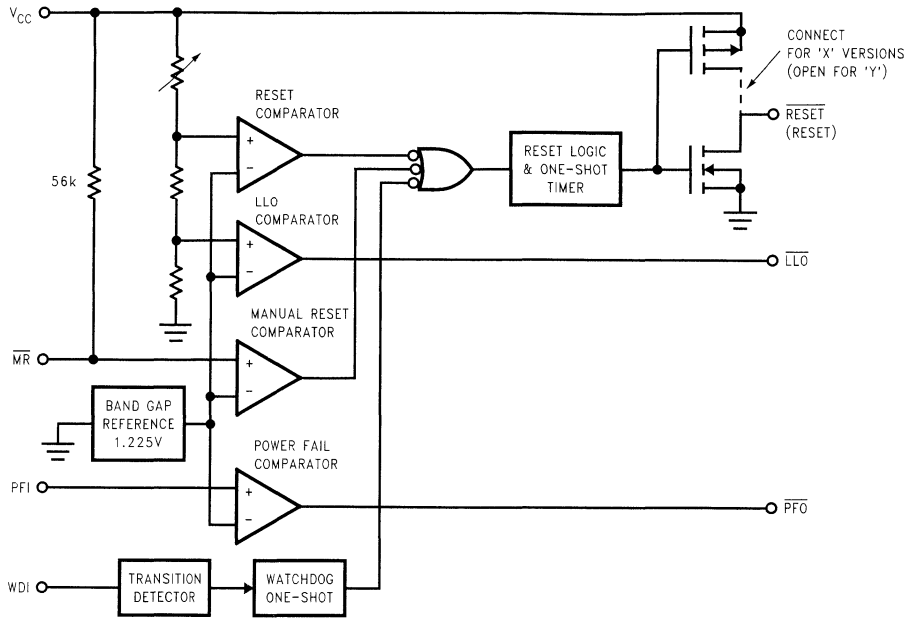 VCC
CONNECT
FOR 'X' VERSIONS
(OPEN FOR 'Y')
RESET
COMPARATOR
+
−
RESET
(RESET)
RESET LOGIC
& ONE-SHOT
TIMER
56k
LLO
COMPARATOR
+
−
LLO
MANUAL RESET
COMPARATOR
MR
+
−
BAND GAP
REFERENCE
1.225V
POWER FAIL
COMPARATOR
PFI
+
−
PFO
WDI
TRANSITION
DETECTOR
WATCHDOG
ONE-SHOT